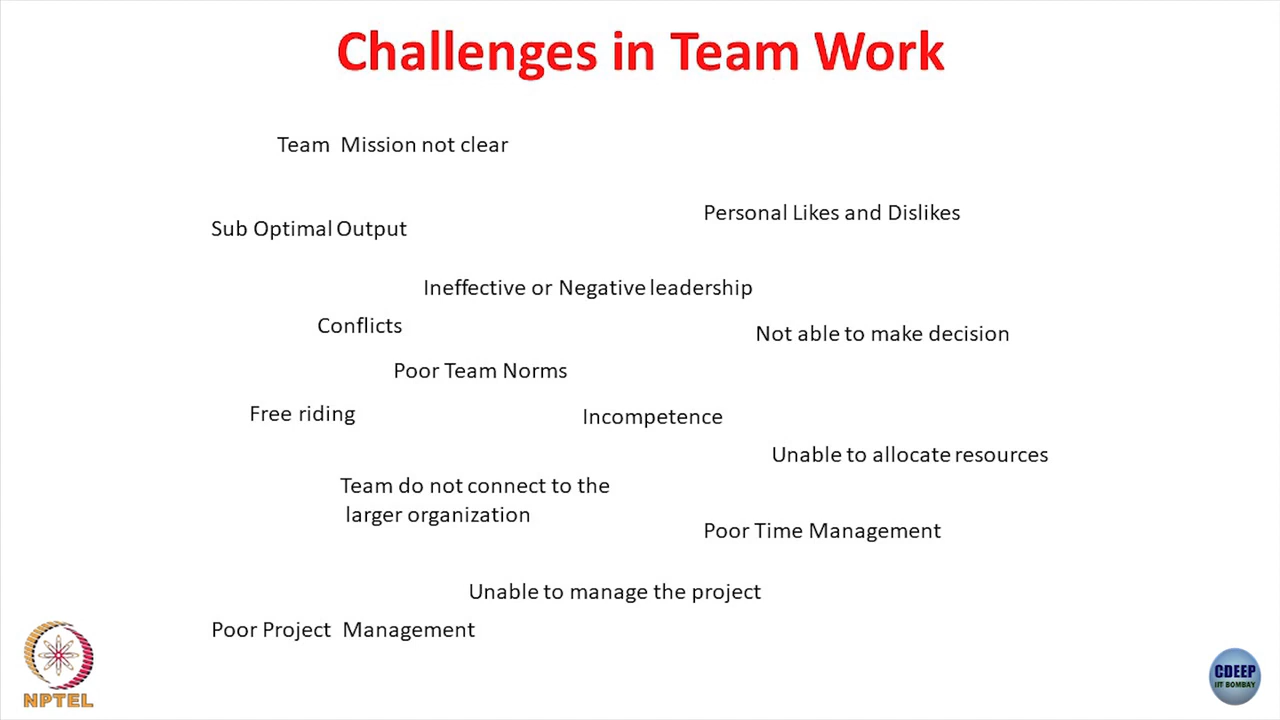 Challenges in Team Work
Team Mission not clear
Personal Likes and Dislikes
Sub Optimal Output
Ineffective or Negative leadership
Conflicts
Not able to make decision
Poor Team Norms
Free riding
Incompetence
Unable to allocate resources
Team do not connect to the
larger organization
Poor Time Management
Unable to manage the project
Poor Project Management
NPTEL
CDEEP
IIT BOMBAY